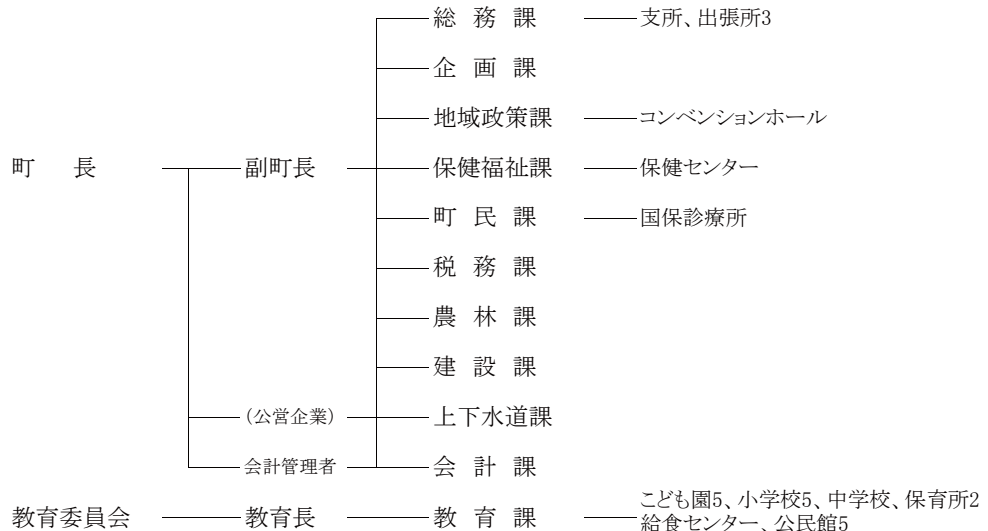 総 務 課 支所、出張所3
企 画 課
地域政策課 コンベンションホール
町 長 副町長 保健福祉課 保健センター
町 民 課 国保診療所
税 務 課
農 林 課
建 設 課
(公営企業) 上下水道課
会計管理者 会 計 課
教育委員会 教育長 教 育 課 こども園5、小学校5、中学校、保育所2
給食センター、公民館5